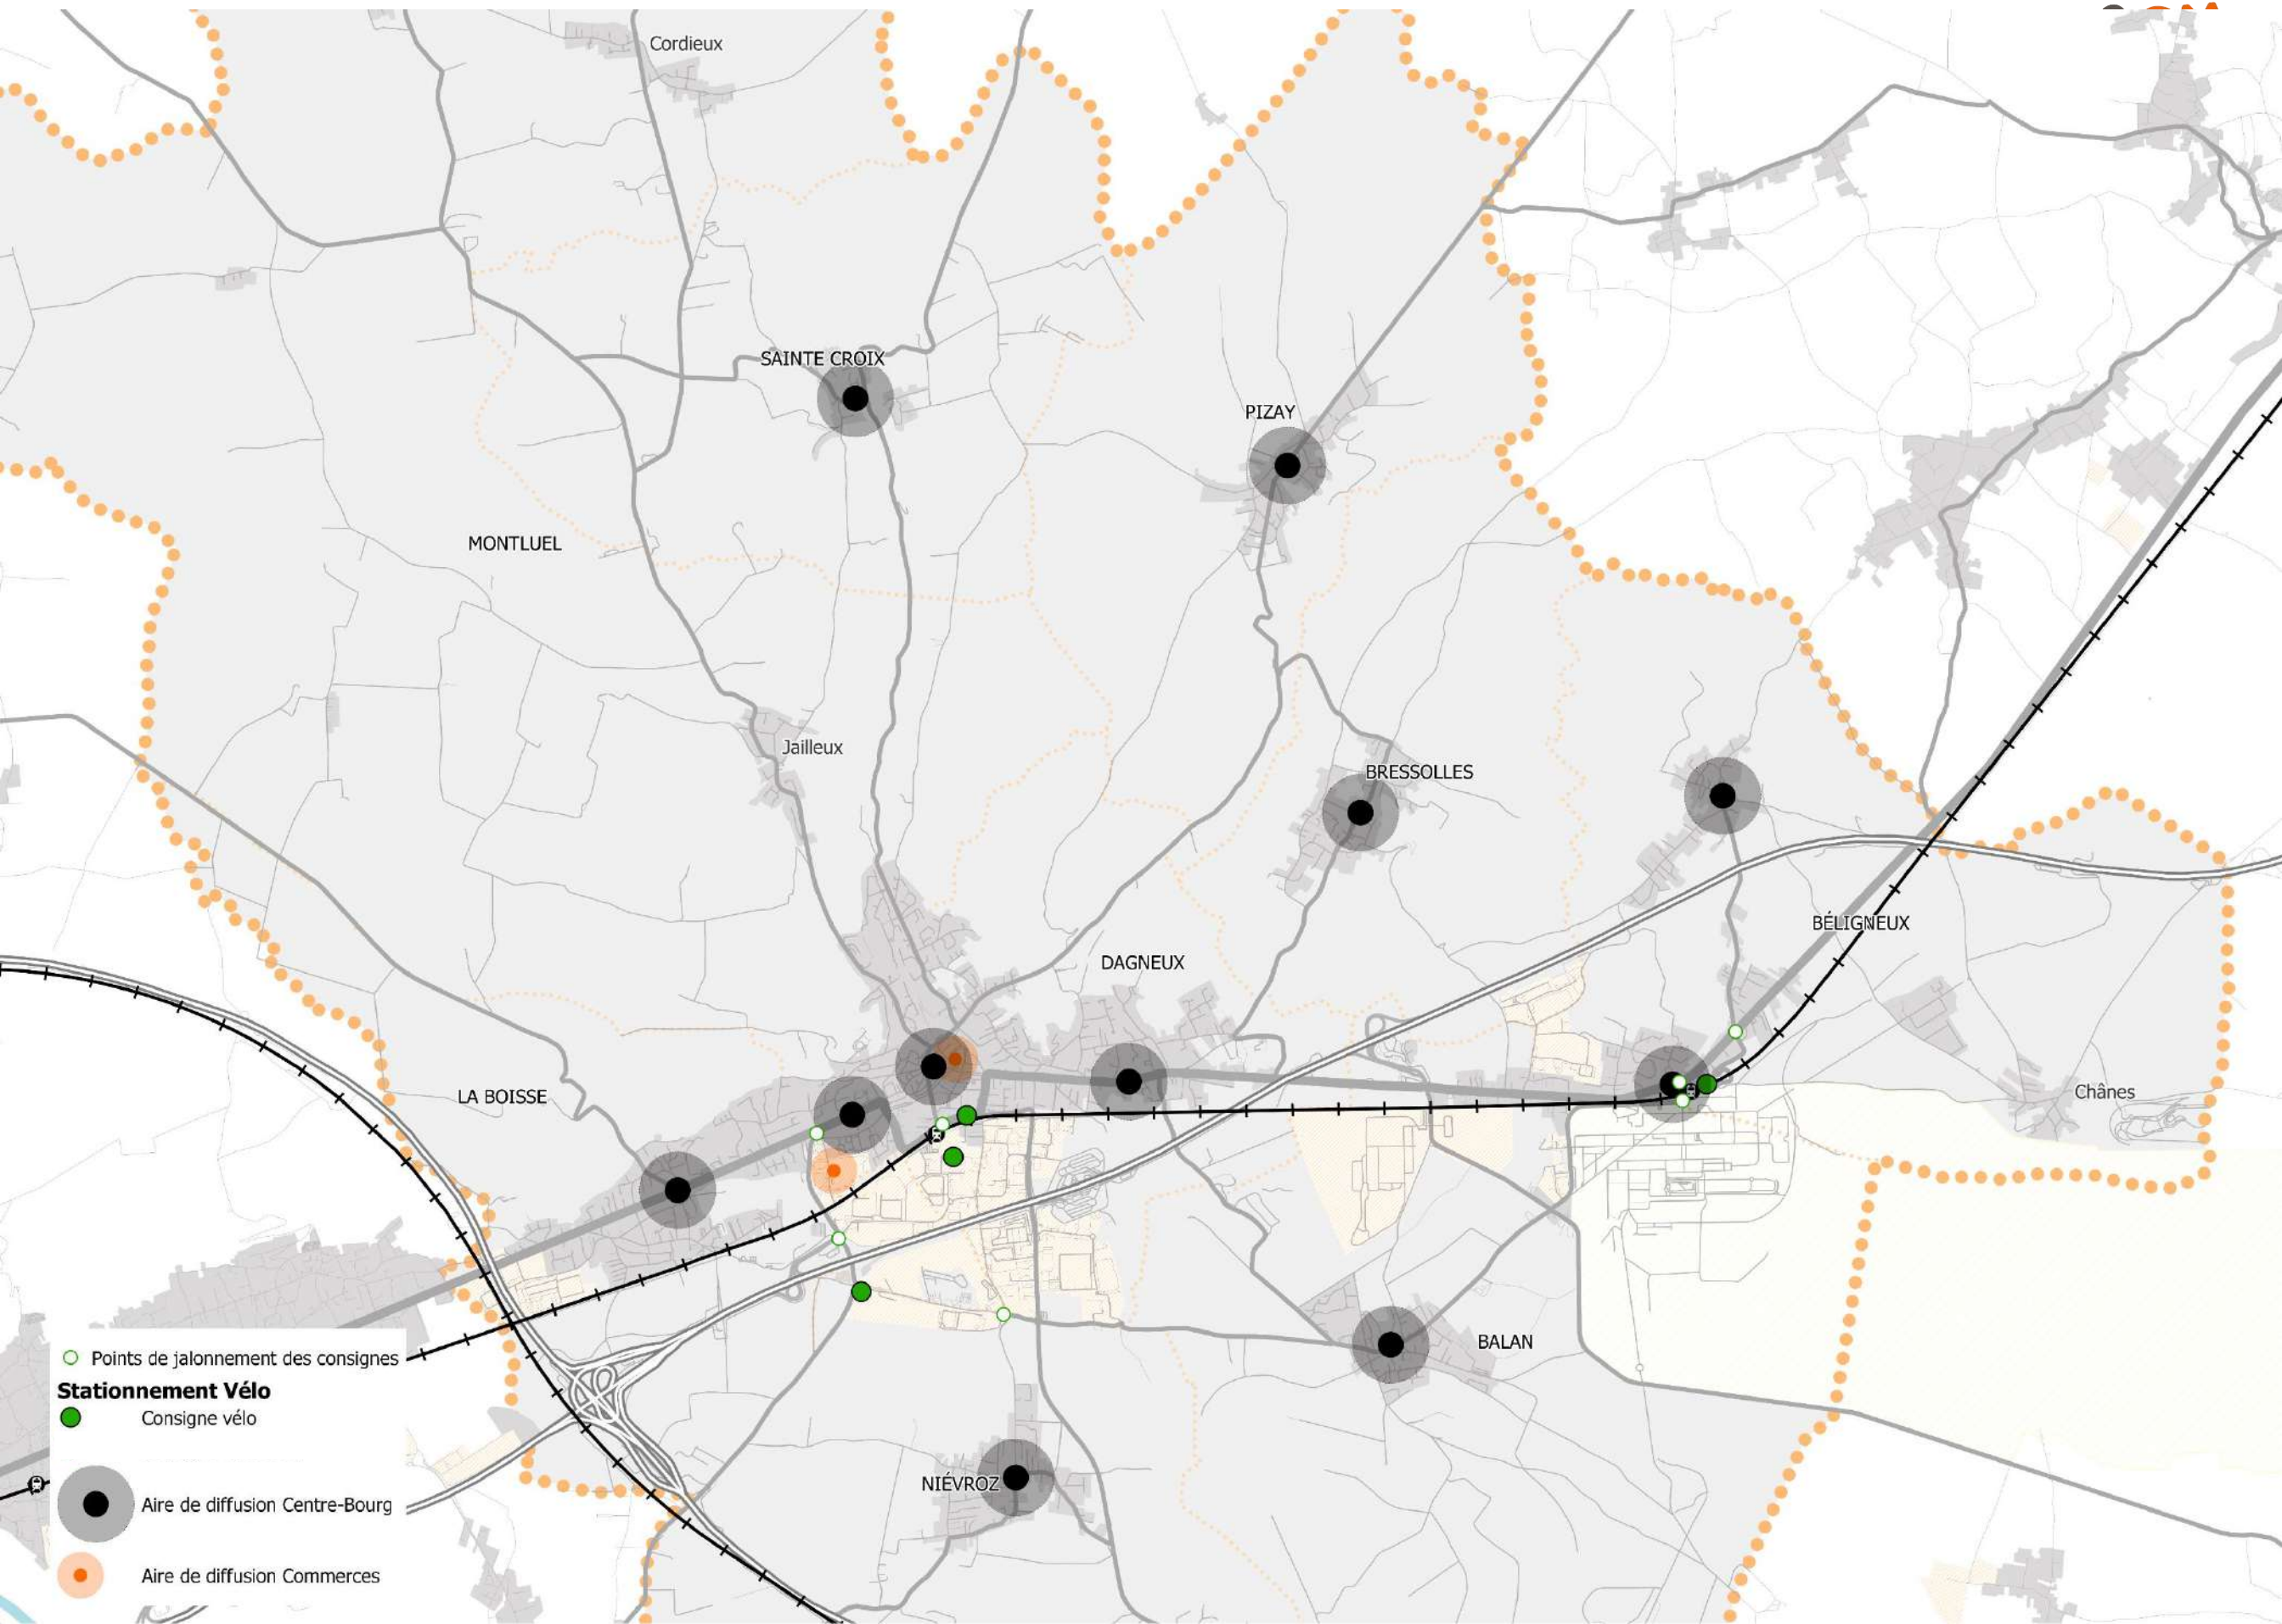 Cordieux
SAINTE CROIX
PIZAY
MONTLUEL
Jailleux
BRESSOLLES
BÉLIGNEUX
DAGNEUX
LA BOISSE
Chânes
BALAN
NIÉVROZ
Points de jalonnement des consignes
Stationnement Vélo
Consigne vélo
Aire de diffusion Centre-Bourg
Aire de diffusion Commerces